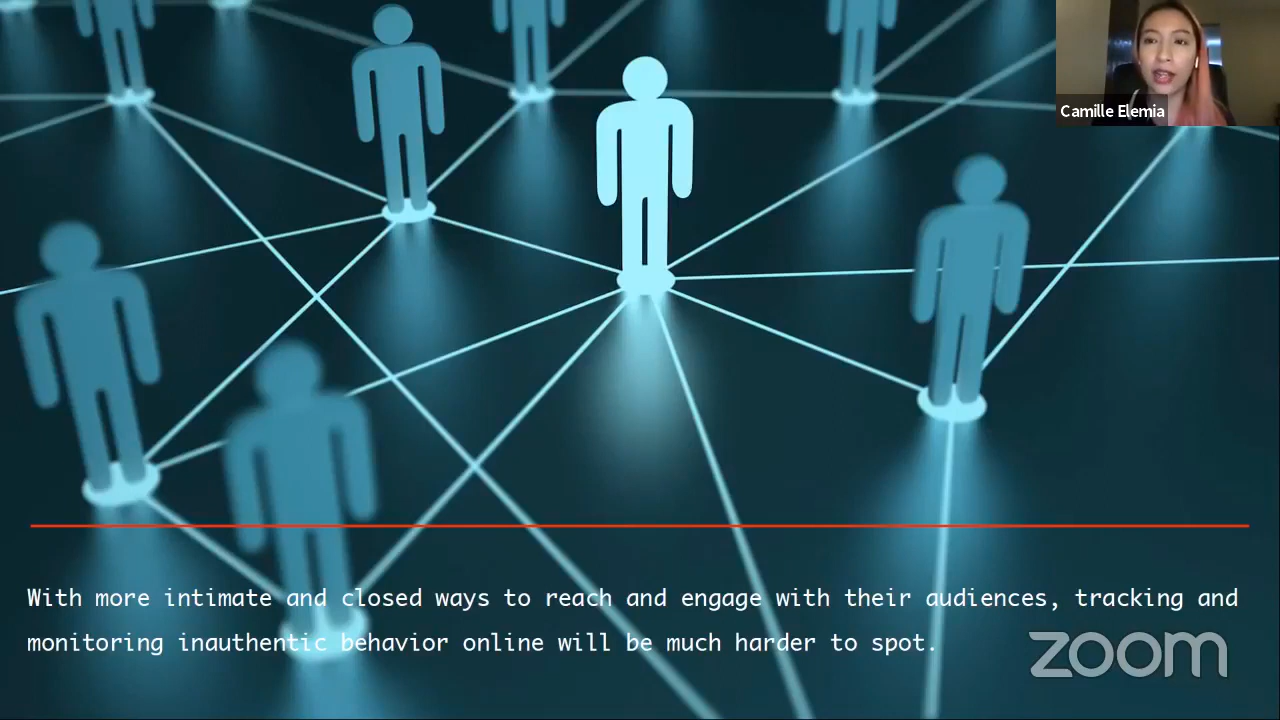 Camille Elemia
With more intimate and closed ways to reach and engage with their audiences, tracking and
monitoring inauthentic behavior online will be much harder to spot.
zoom